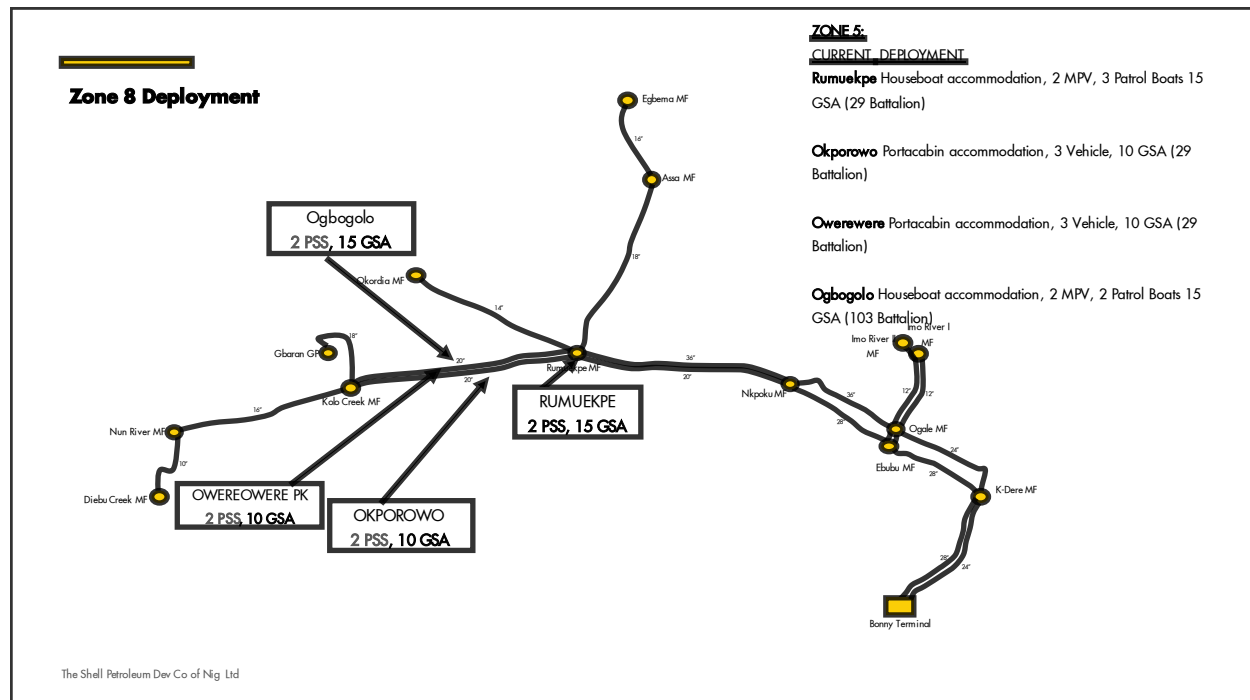 Zone 8 Deployment
ZONE 5:
CURRENT DEPLOYMENT
Rumuekpe Houseboat accommodation, 2 MPV, 3 Patrol Boats 15
GSA (29 Battalion)
Okporowo Portacabin accommodation, 3 Vehicle, 10 GSA (29
Battalion)
Owerewere Portacabin accommodation, 3 Vehicle, 10 GSA (29
Battalion)
Ogbogolo Houseboat accommodation, 2 MPV, 2 Patrol Boats 15
GSA (103 Battalion)
Egbema MF
16"
Assa MF
18"
Ogbogolo
2 PSS, 15 GSA
Okordia MF
14"
Gbaran GP
18"
20"
20"
Rumuekpe MF
Kolo Creek MF
16"
Nun River MF
10"
Diebu Creek MF
36"
20"
Nkpoku MF
Imo River I
MF
Imo River II
MF
12"
12"
36"
28"
Ogale MF
Ebubu MF
24"
28"
K-Dere MF
28"
24"
Bonny Terminal
RUMUEKPE
2 PSS, 15 GSA
OWEREOWERE PK
2 PSS, 10 GSA
OKPOROWO
2 PSS, 10 GSA
The Shell Petroleum Dev Co of Nig Ltd